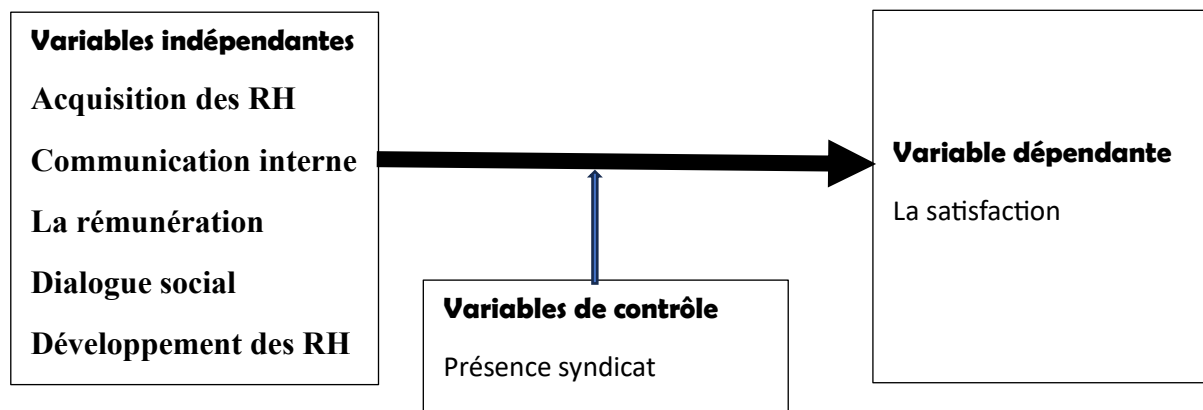 Variables indépendantes
Acquisition des RH
Communication interne
La rémunération
Dialogue social
Développement des RH
Variables de contrôle
Présence syndicat
Variable dépendante
La satisfaction